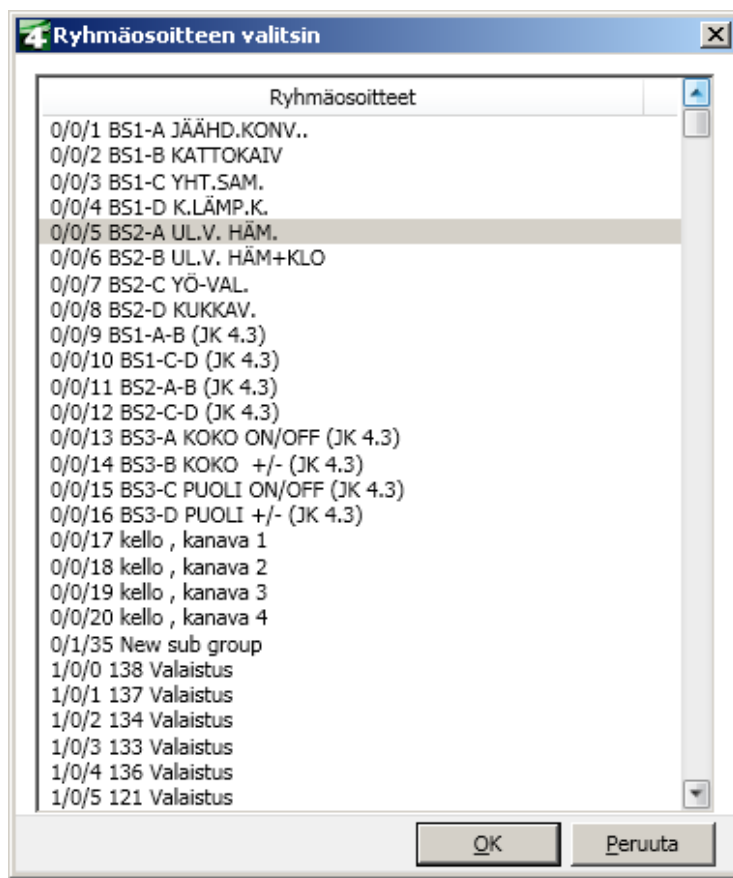 4 Ryhmäosoitteen valitsin
Ryhmäosoitteet
0/0/1 BS1-A JÄÄHD.KONV..
0/0/2 BS1-B KATTOKAIV
0/0/3 BS1-C YHT.SAM.
0/0/4 BS1-D K.LÄMP.K.
0/0/5 BS2-A UL.V. HÄM.
0/0/6 BS2-B UL.V. HÄM+KLO
0/0/7 BS2-C YÖ-VAL.
0/0/8 BS2-D KUKKAV.
0/0/9 BS1-A-B (JK 4.3)
0/0/10 BS1-C-D (JK 4.3)
0/0/11 BS2-A-B (JK 4.3)
0/0/12 BS2-C-D (JK 4.3)
0/0/13 BS3-A KOKO ON/OFF (JK 4.3)
0/0/14 BS3-B KOKO  +/- (JK 4.3)
0/0/15 BS3-C PUOLI ON/OFF (JK 4.3)
0/0/16 BS3-D PUOLI +/- (JK 4.3)
0/0/17 kello , kanava 1
0/0/18 kello , kanava 2
0/0/19 kello , kanava 3
0/0/20 kello , kanava 4
0/1/35 New sub group
1/0/0 138 Valaistus
1/0/1 137 Valaistus
1/0/2 134 Valaistus
1/0/3 133 Valaistus
1/0/4 136 Valaistus
1/0/5 121 Valaistus
OK Peruuta